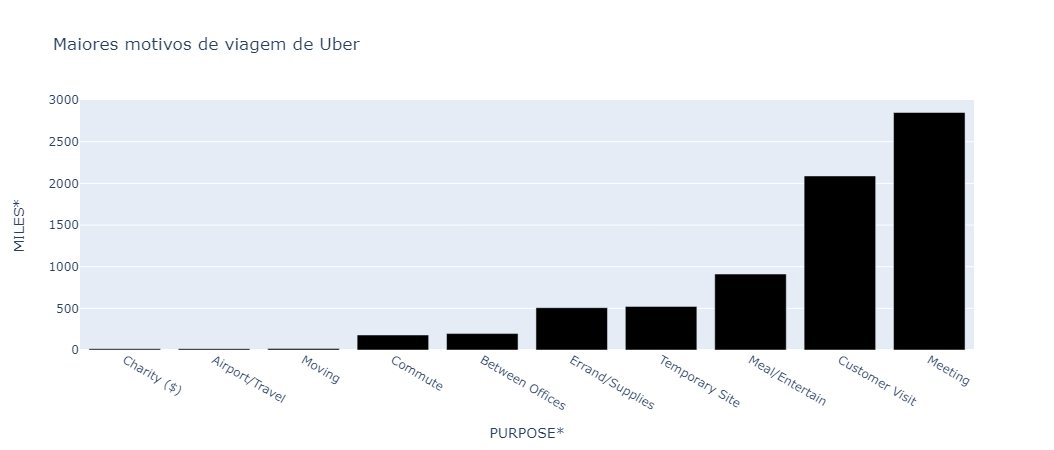 Maiores motivos de viagem de Uber
MILES*
3000
2500
2000
1500
1000
500
0
Charity ($)
Airport/Travel
Moving
Commute
Between Offices
Errand/Supplies
Temporary Site
Meal/Entertain
Customer Visit
Meeting
PURPOSE*